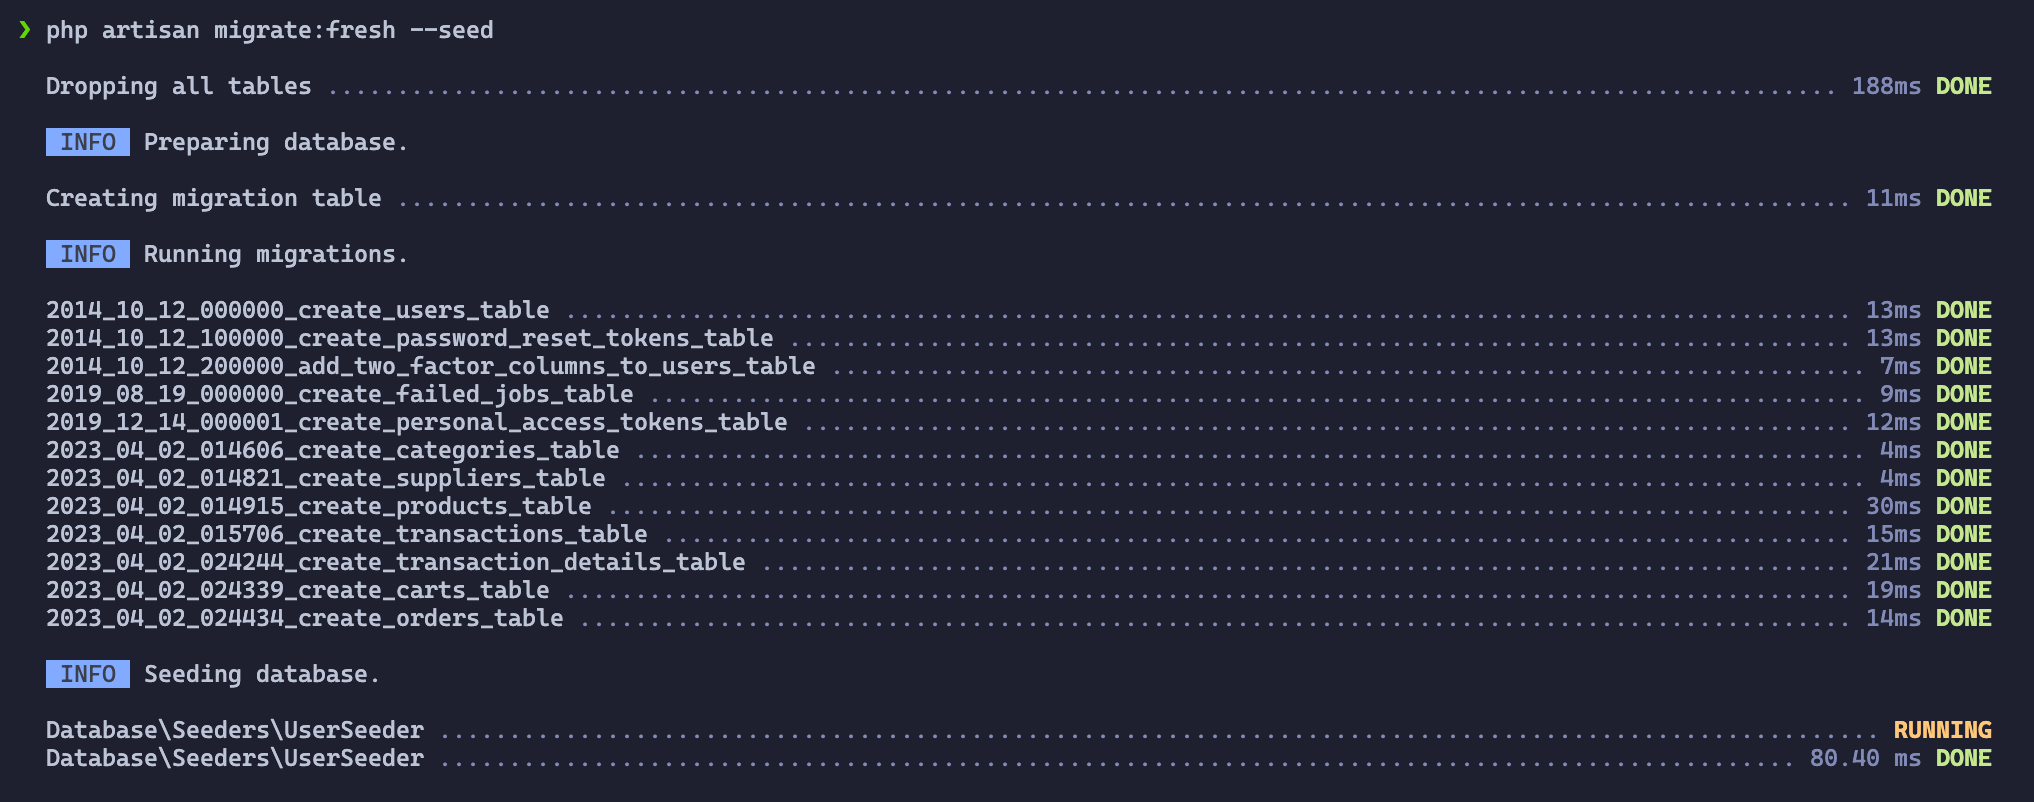 ❯ php artisan migrate:fresh --seed
Dropping all tables ........................................................................................................... 188ms DONE
INFO Preparing database.
Creating migration table ....................................................................................................... 11ms DONE
INFO Running migrations.
2014_10_12_000000_create_users_table ........................................................................................... 13ms DONE
2014_10_12_100000_create_password_reset_tokens_table ........................................................................... 13ms DONE
2014_10_12_200000_add_two_factor_columns_to_users_table ......................................................................... 7ms DONE
2019_08_19_000000_create_failed_jobs_table ...................................................................................... 9ms DONE
2019_12_14_000001_create_personal_access_tokens_table .......................................................................... 12ms DONE
2023_04_02_014606_create_categories_table ....................................................................................... 4ms DONE
2023_04_02_014821_create_suppliers_table ........................................................................................ 4ms DONE
2023_04_02_014915_create_products_table ........................................................................................ 30ms DONE
2023_04_02_015706_create_transactions_table .................................................................................... 15ms DONE
2023_04_02_024244_create_transaction_details_table ............................................................................. 21ms DONE
2023_04_02_024339_create_carts_table ........................................................................................... 19ms DONE
2023_04_02_024434_create_orders_table .......................................................................................... 14ms DONE
INFO Seeding database.
Database\Seeders\UserSeeder ....................................................................................................... RUNNING
Database\Seeders\UserSeeder ................................................................................................. 80.40 ms DONE